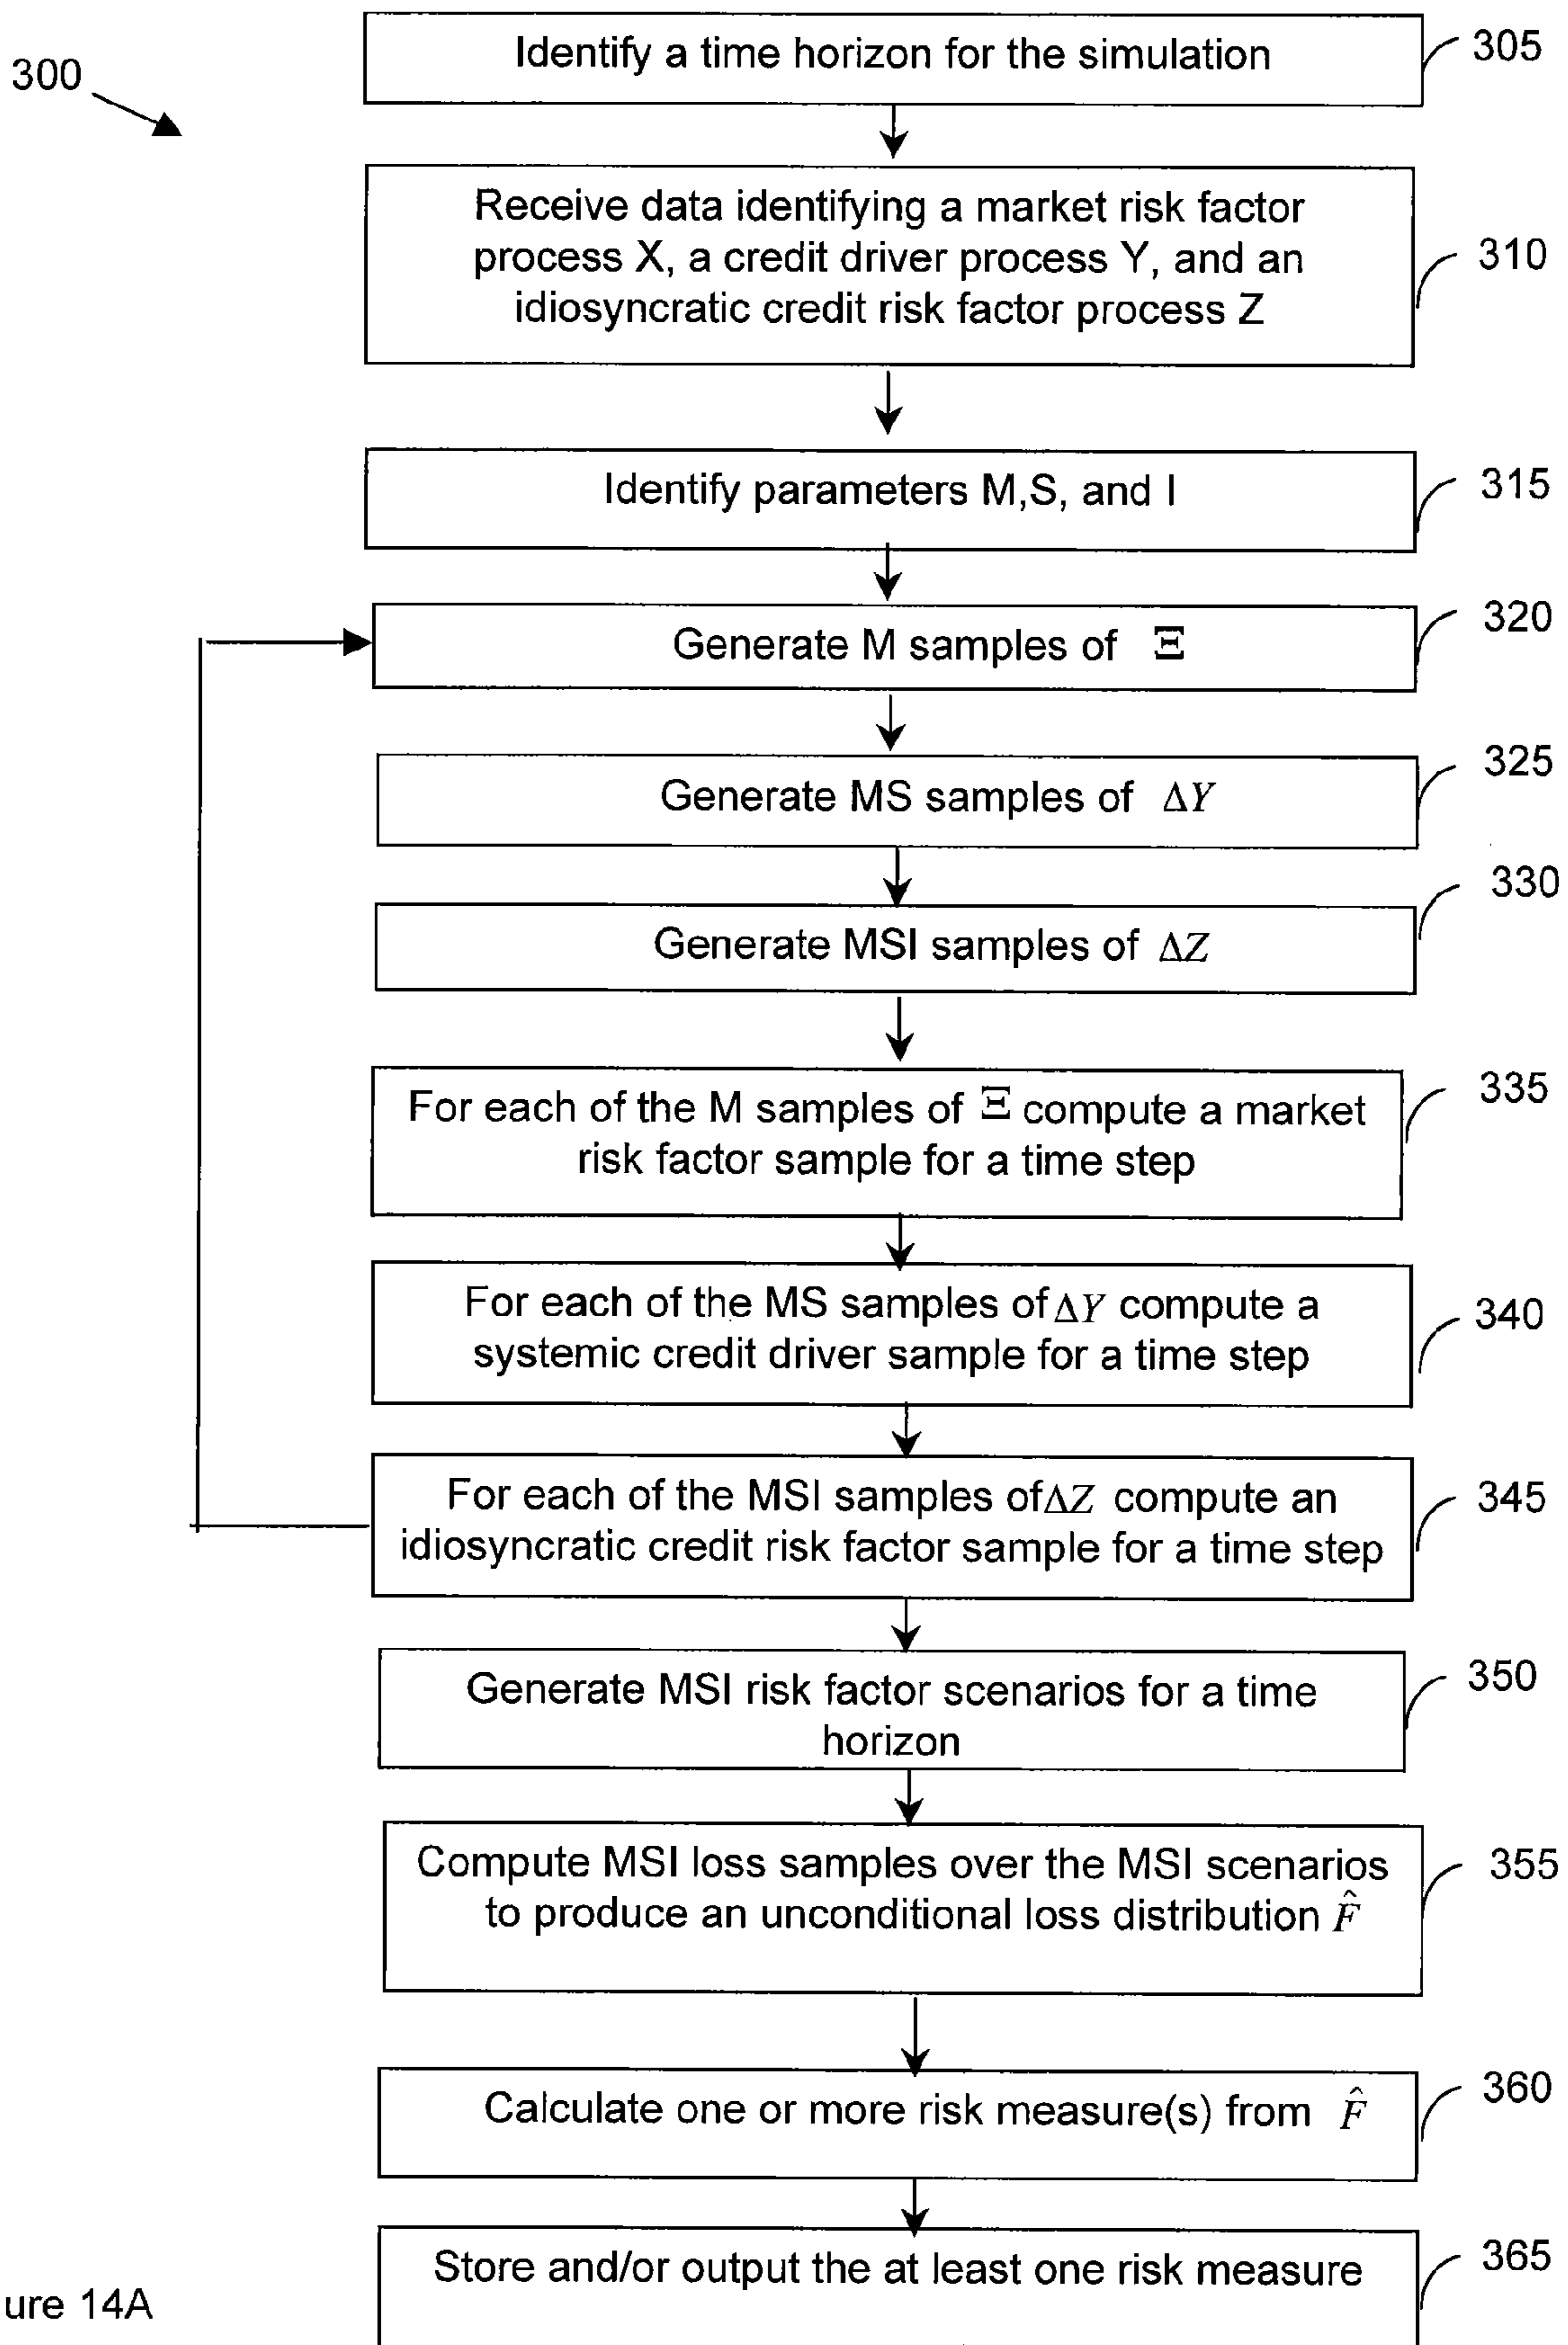 300
Identify a time horizon for the simulation
305
Receive data identifying a market risk factor
process X, a credit driver process Y, and an
idiosyncratic credit risk factor process Z
310
Identify parameters M,S, and I
315
Generate M samples of Ξ
320
Generate MS samples of ΔY
325
Generate MSI samples of ΔZ
330
For each of the M samples of Ξ compute a market
risk factor sample for a time step
335
For each of the MS samples of ΔY compute a
systemic credit driver sample for a time step
340
For each of the MSI samples of ΔZ compute an
idiosyncratic credit risk factor sample for a time step
345
Generate MSI risk factor scenarios for a time
horizon
350
Compute MSI loss samples over the MSI scenarios
to produce an unconditional loss distribution F̂
355
Calculate one or more risk measure(s) from F̂
360
Store and/or output the at least one risk measure
365
ure 14A